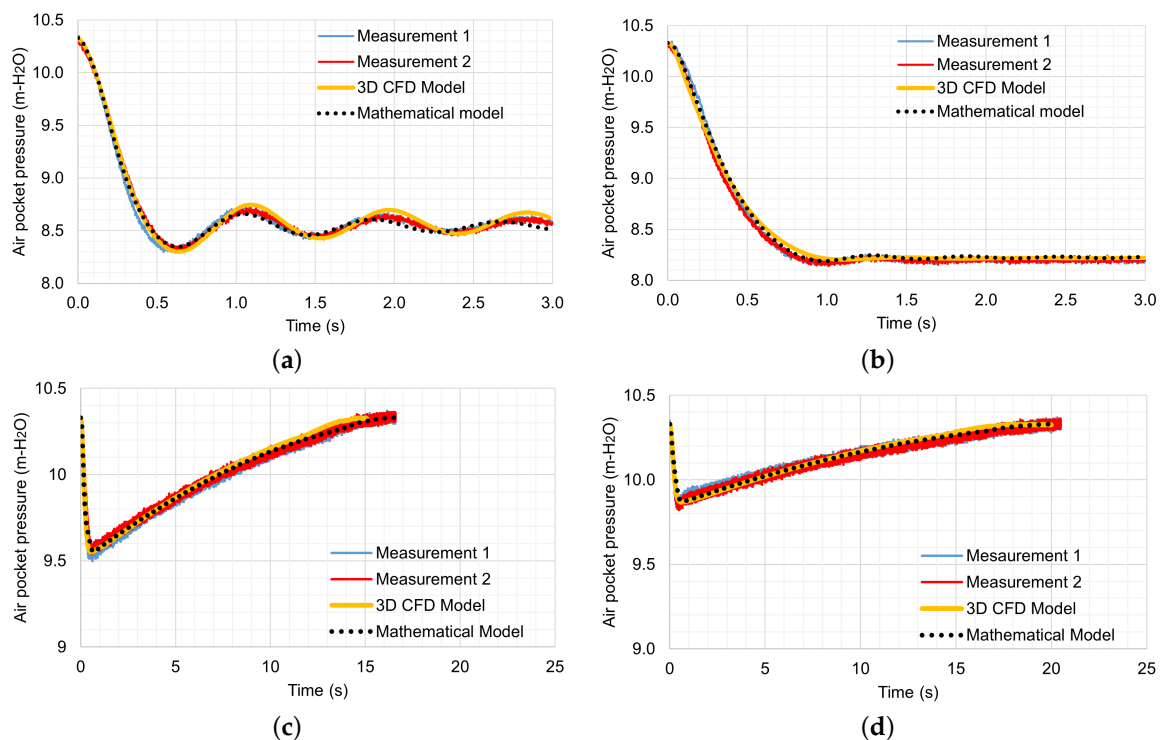 10.5
10.0
9.5
9.0
8.5
8.0
Air pocket pressure (m-H2O)
Measurement 1
Measurement 2
3D CFD Model
Mathematical model
0.0 0.5 1.0 1.5 2.0 2.5 3.0
Time (s)
(a)
10.5
10.0
9.5
9.0
8.5
8.0
Air pocket pressure (m-H2O)
Measurement 1
Measurement 2
3D CFD Model
Mathematical model
0.0 0.5 1.0 1.5 2.0 2.5 3.0
Time (s)
(b)
10.5
10
9.5
9
Air pocket pressure (m-H2O)
Measurement 1
Measurement 2
3D CFD Model
Mathematical Model
0 5 10 15 20 25
Time (s)
(c)
10.5
10.0
9.5
9.0
Air pocket pressure (m-H2O)
Mesaurement 1
Measurement 2
3D CFD Model
Mathematical Model
0 5 10 15 20 25
Time (s)
(d)